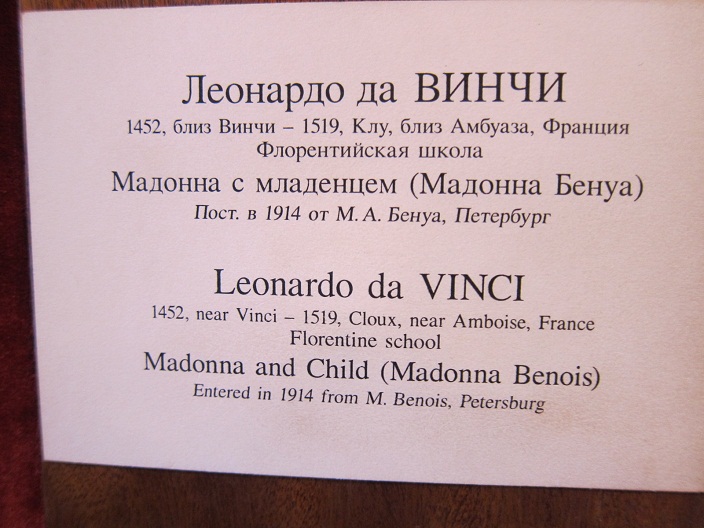 Леонардо да ВИНЧИ
1452, близ Винчи – 1519, Клу, близ Амбуаза, Франция
Флорентийская школа
Мадонна с младенцем (Мадонна Бенуа)
Пост. в 1914 от М. А. Бенуа, Петербург
Leonardo da VINCI
1452, near Vinci – 1519, Cloux, near Amboise, France
Florentine school
Madonna and Child (Madonna Benois)
Entered in 1914 from M. Benois, Petersburg